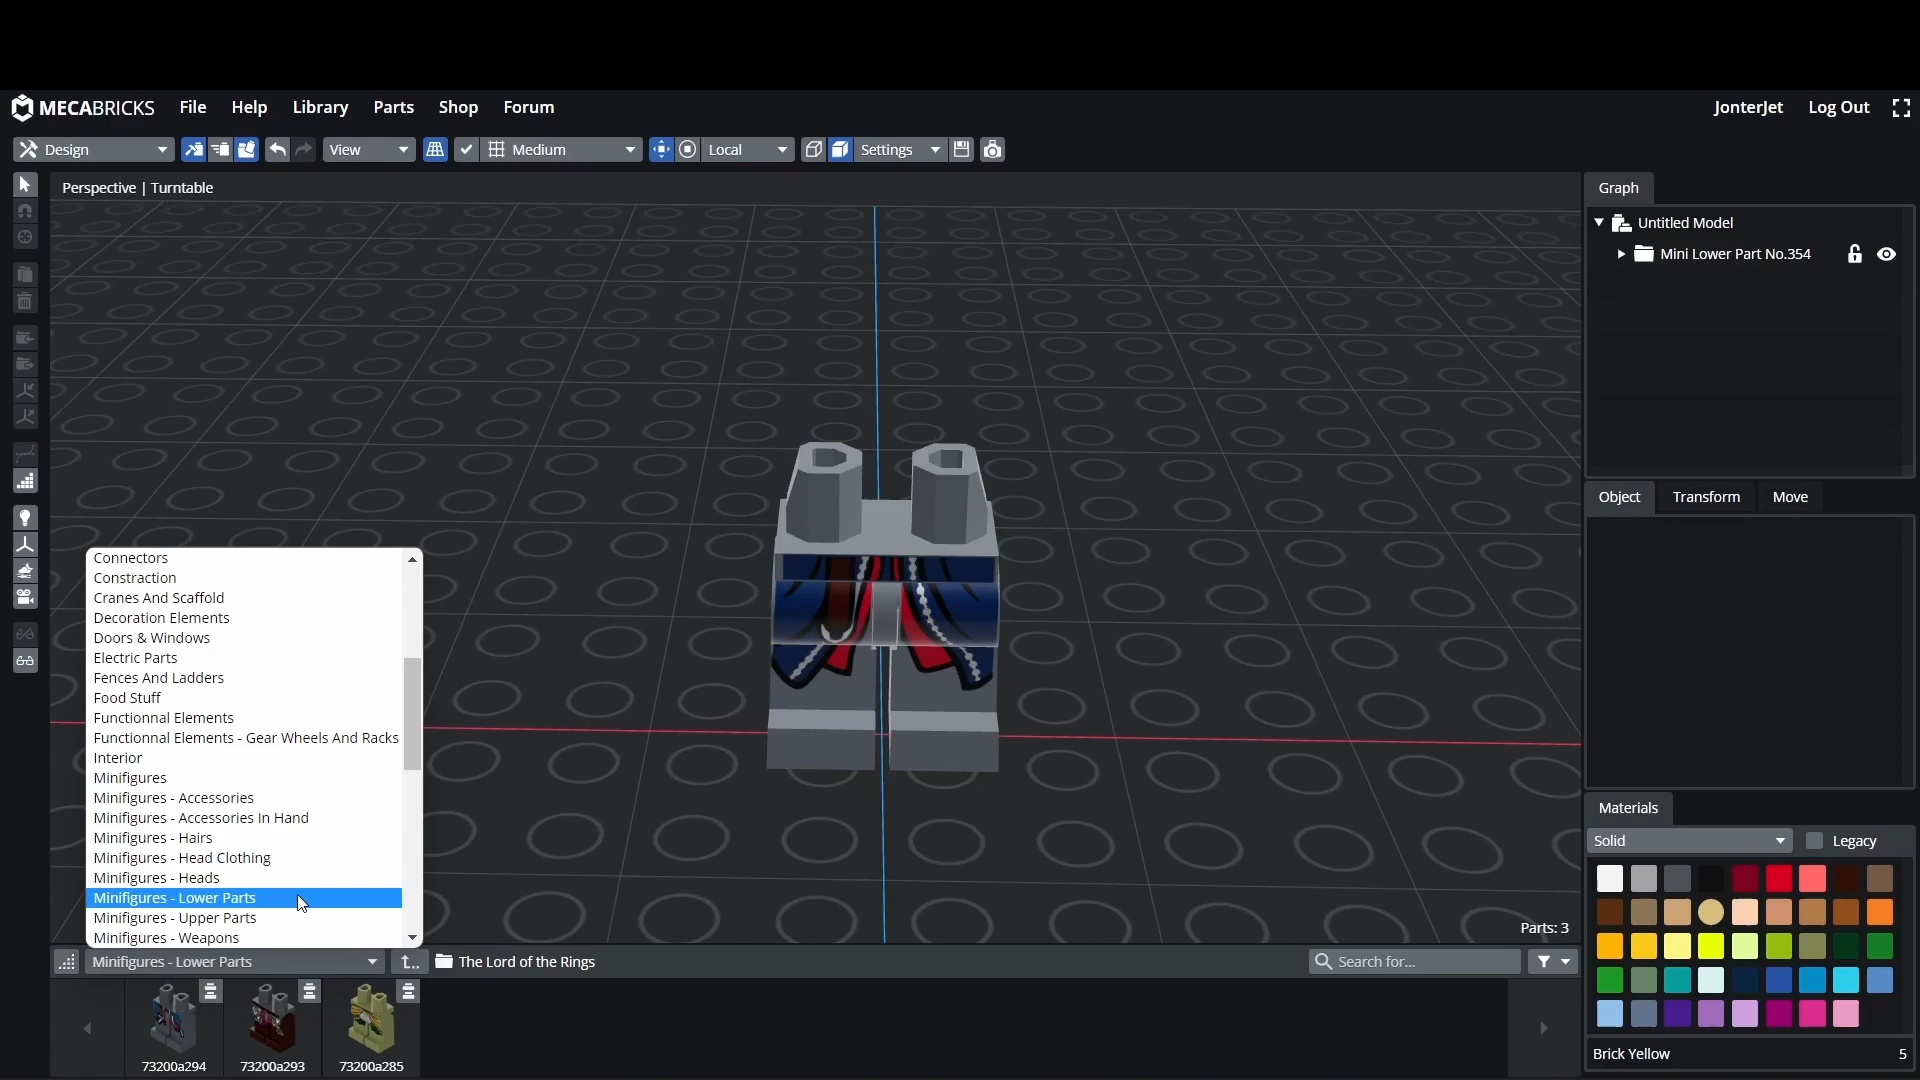 MECABRICKS File Help Library Parts Shop Forum JonterJet Log Out
Design View Medium Local Settings
Perspective | Turntable
Graph
Untitled Model
Mini Lower Part No.354
Object Transform Move
Connectors
Constraction
Cranes And Scaffold
Decoration Elements
Doors & Windows
Electric Parts
Fences And Ladders
Food Stuff
Functionnal Elements
Functionnal Elements - Gear Wheels And Racks
Interior
Minifigures
Minifigures - Accessories
Minifigures - Accessories In Hand
Minifigures - Hairs
Minifigures - Head Clothing
Minifigures - Heads
Minifigures - Lower Parts
Minifigures - Upper Parts
Minifigures - Weapons
Parts: 3
Materials
Solid Legacy
Brick Yellow 5
Minifigures - Lower Parts The Lord of the Rings Search for...
73200a294 73200a293 73200a285